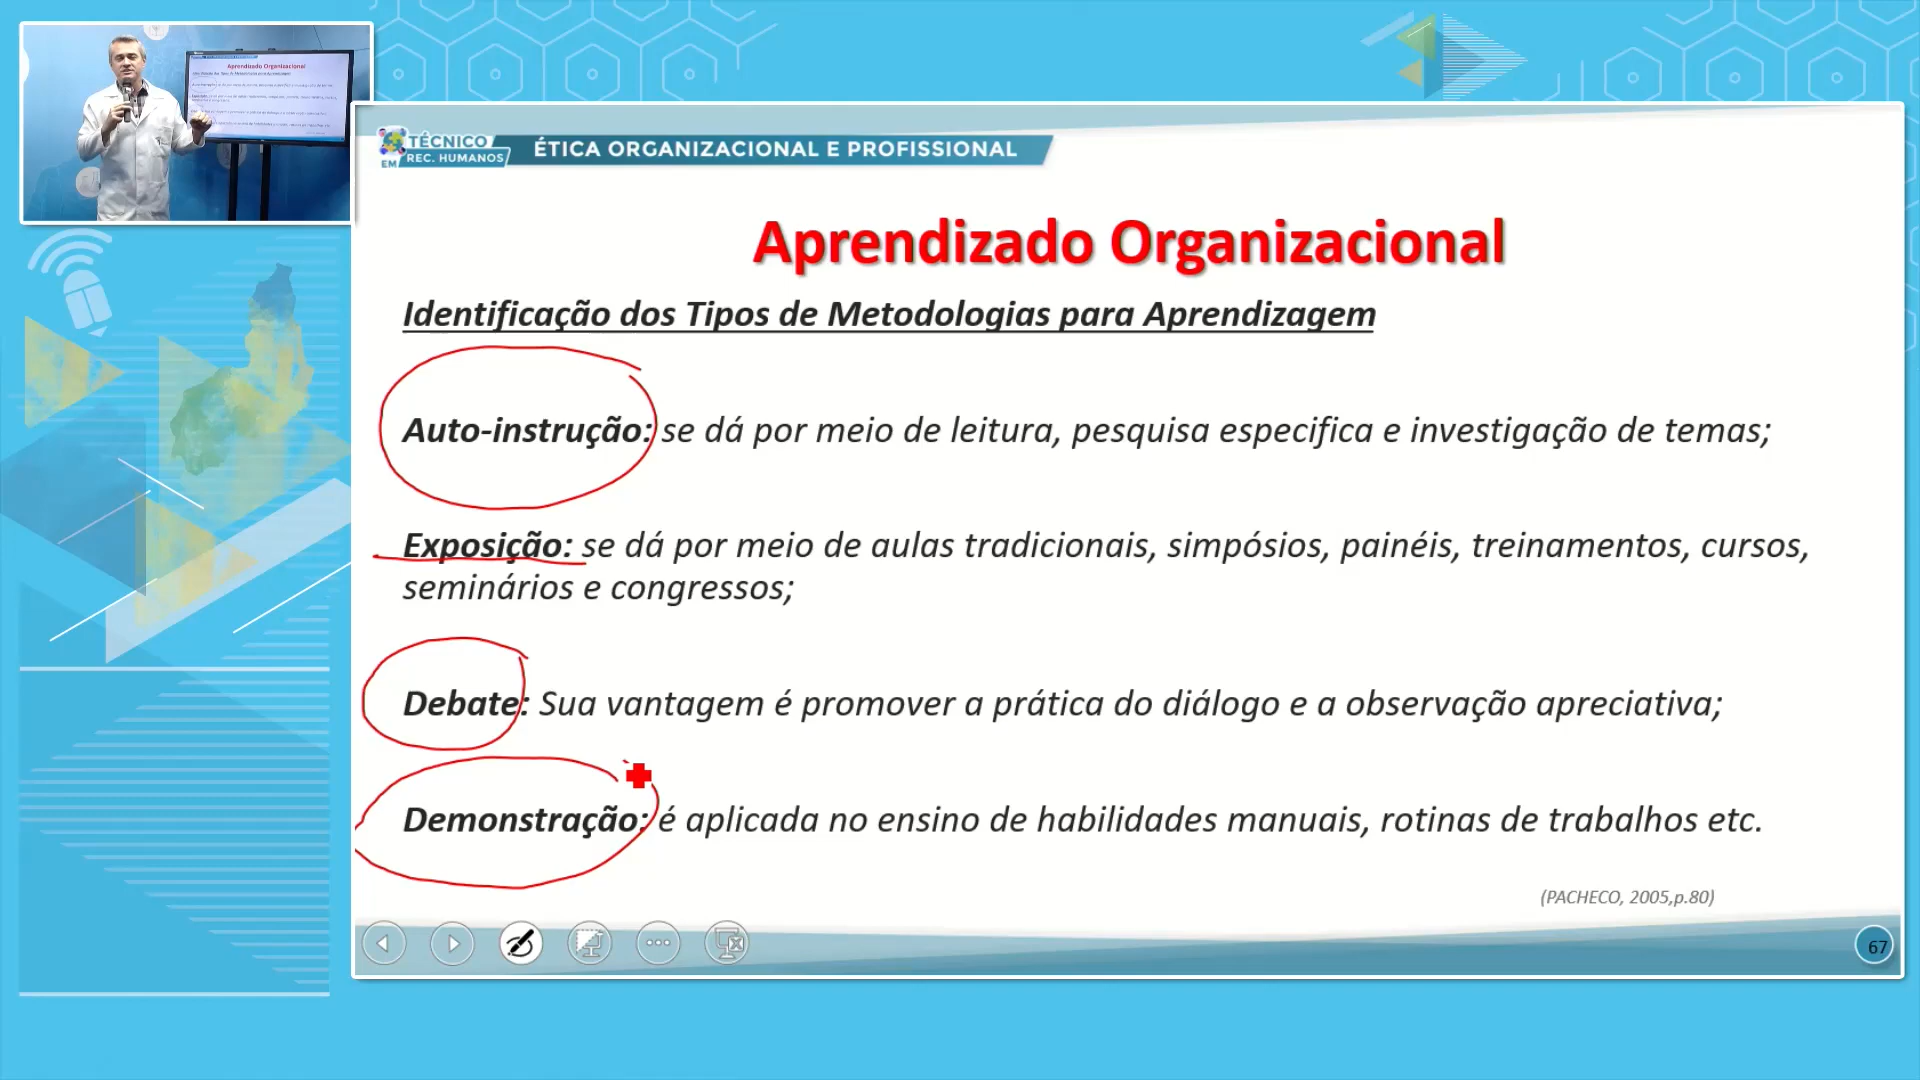 TÉCNICO
EM REC. HUMANOS
ÉTICA ORGANIZACIONAL E PROFISSIONAL
Aprendizado Organizacional
Identificação dos Tipos de Metodologias para Aprendizagem
Auto-instrução: se dá por meio de leitura, pesquisa especifica e investigação de temas;
Exposição: se dá por meio de aulas tradicionais, simpósios, painéis, treinamentos, cursos,
seminários e congressos;
Debate: Sua vantagem é promover a prática do diálogo e a observação apreciativa;
Demonstração: é aplicada no ensino de habilidades manuais, rotinas de trabalhos etc.
(PACHECO, 2005,p.80)
67
Aprendizado Organizacional